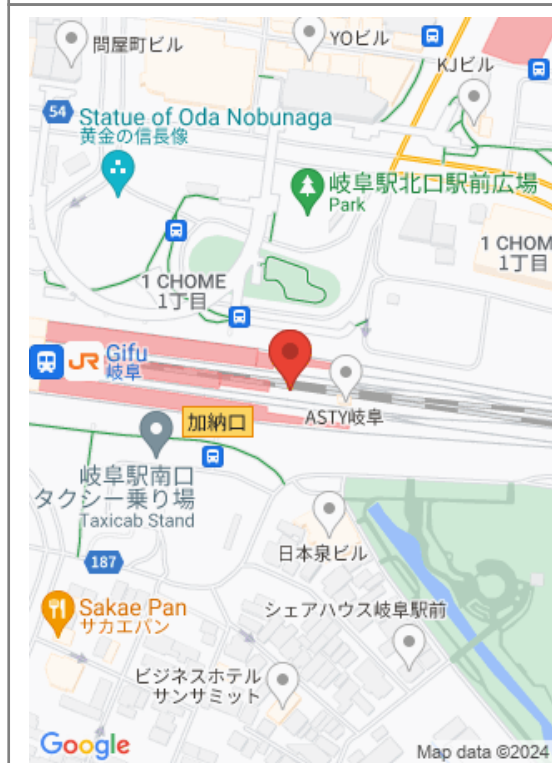 問屋町ビル
YOビル
KJビル
54
Statue of Oda Nobunaga
黄金の信長像
岐阜駅北口駅前広場
Park
1 CHOM
1丁目
1 CHOME
1丁目
JR
Gifu
岐阜
ASTY岐阜
加納口
岐阜駅南口
タクシー乗り場
Taxicab Stand
日本泉ビル
187
Sakae Pan
サカエパン
シェアハウス岐阜駅前
ビジネスホテル
サンサミット
Google
Map data ©2024